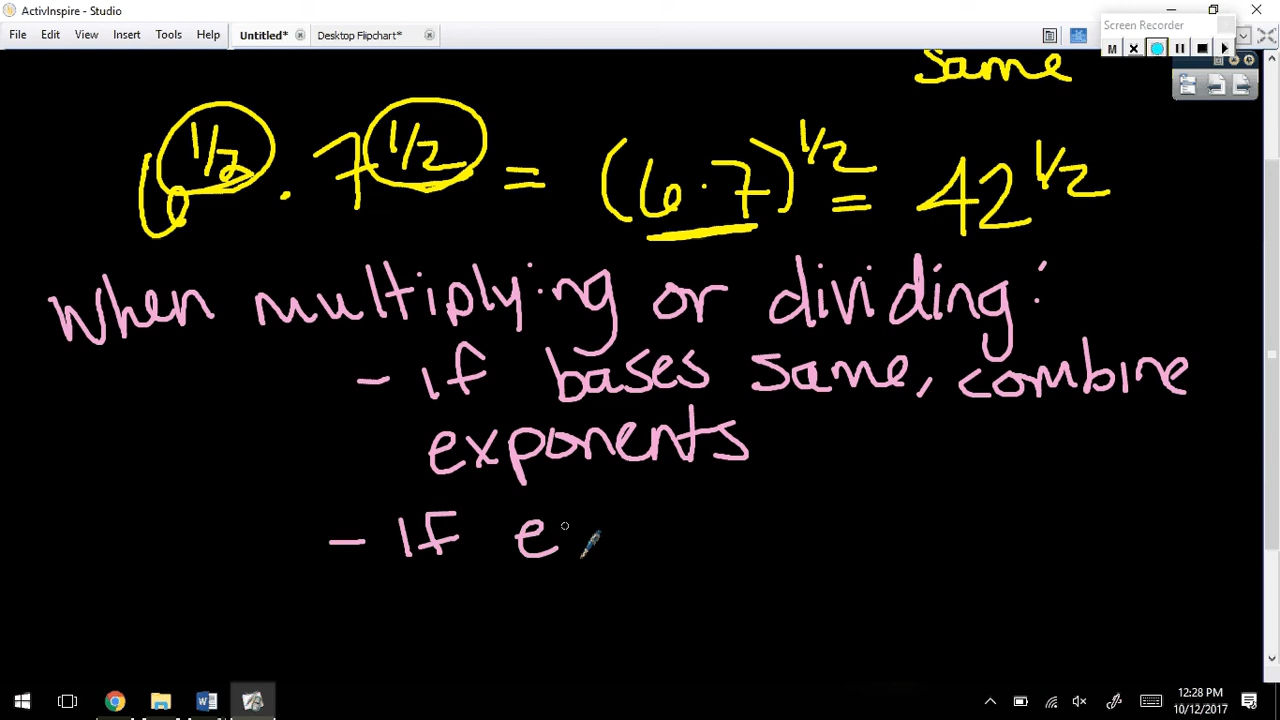 ActivInspire - Studio
Screen Recorder
File Edit View Insert Tools Help Untitled* Desktop Flipchart*
M
same
6^1/2 · 7^1/2 = (6·7)^1/2 = 42^1/2
When multiplying or dividing:
- If bases same, combine
exponents
- If e
12:28 PM
10/12/2017